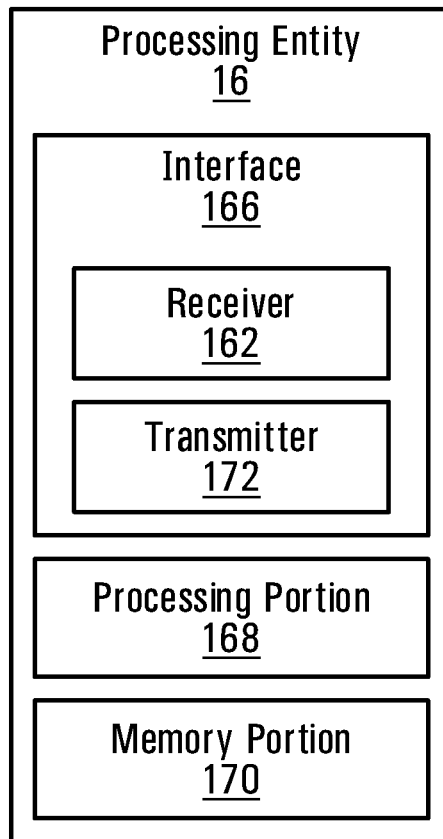 Processing Entity
16
Interface
166
Receiver
162
Transmitter
172
Processing Portion
168
Memory Portion
170